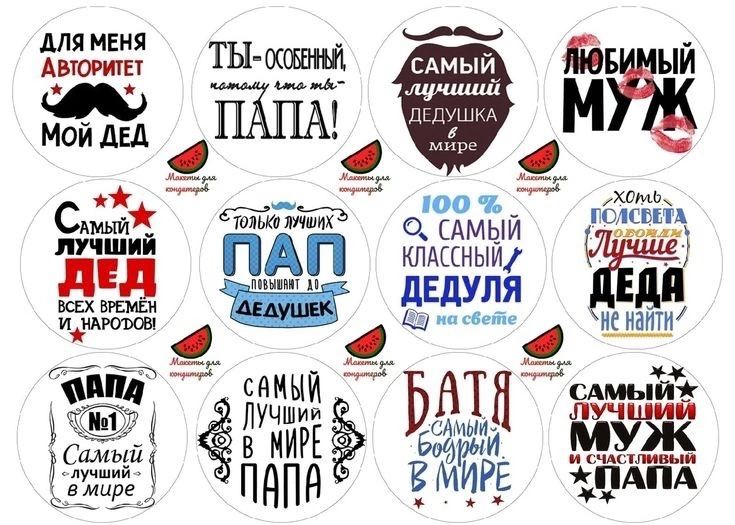 ДЛЯ МЕНЯ
АВТОРИТЕТ
МОЙ ДЕД
ТЫ-ОСОБЕННЫЙ,
потому что ты-
ПАПА!
САМЫЙ
лучший
ДЕДУШКА
в
мире
ЛЮБИМЫЙ
МУЖ
Макеты для
кондитеров
Макеты для
кондитеров
Макеты для
кондитеров
САМЫЙ
ЛУЧШИЙ
ДЕД
ВСЕХ ВРЕМЁН
И НАРОДОВ!
ТОЛЬКО ЛУЧШИХ
ПАП
ПОВЫШАЮТ ДО
ДЕДУШЕК
100 %
САМЫЙ
КЛАССНЫЙ
ДЕДУЛЯ
на свете
ХОТЬ
ПОЛСВЕТА
ОБОЙДИ
Лучше
ДЕДА
НЕ НАЙТИ
Макеты для
кондитеров
Макеты для
кондитеров
Макеты для
кондитеров
ПАПА
№1
Самый
лучший
в мире
САМЫЙ
ЛУЧШИЙ
В МИРЕ
ПАПА
БАТЯ
САМЫЙ
Бодрый
В МИРЕ
САМЫЙ
ЛУЧШИЙ
МУЖ
И СЧАСТЛИВЫЙ
ПАПА